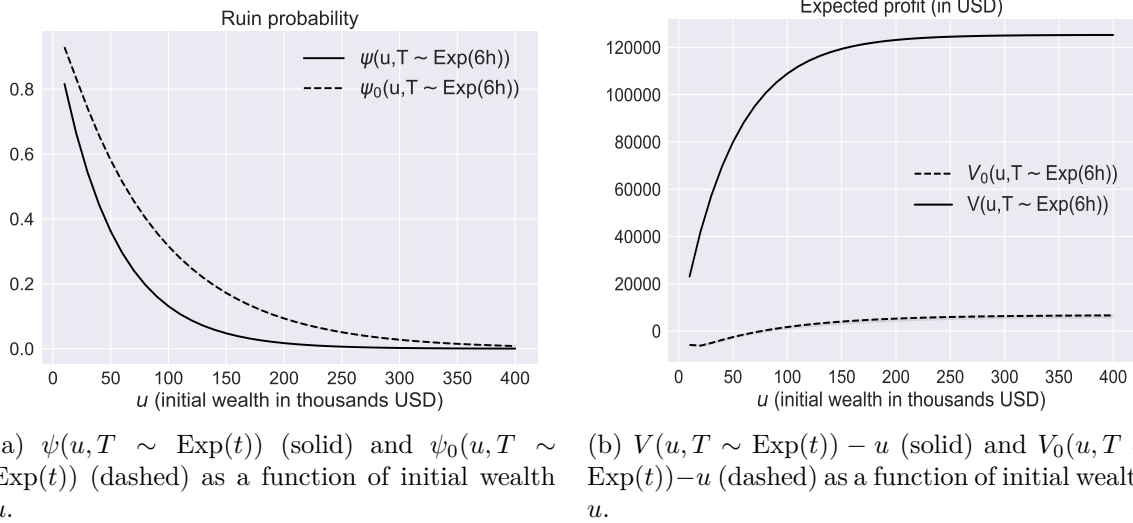 Ruin probability
ψ(u,T ~ Exp(6h))
ψ₀(u,T ~ Exp(6h))
0.8
0.6
0.4
0.2
0.0
0 50 100 150 200 250 300 350 400
u (initial wealth in thousands USD)
a) ψ(u, T ∼ Exp(t)) (solid) and ψ₀(u, T ∼
Exp(t)) (dashed) as a function of initial wealth
u.
Expected profit (in USD)
120000
100000
80000
60000
40000
20000
0
V₀(u,T ~ Exp(6h))
V(u,T ~ Exp(6h))
0 50 100 150 200 250 300 350 400
u (initial wealth in thousands USD)
(b) V(u, T ∼ Exp(t)) − u (solid) and V₀(u, T
Exp(t))−u (dashed) as a function of initial wealt
u.